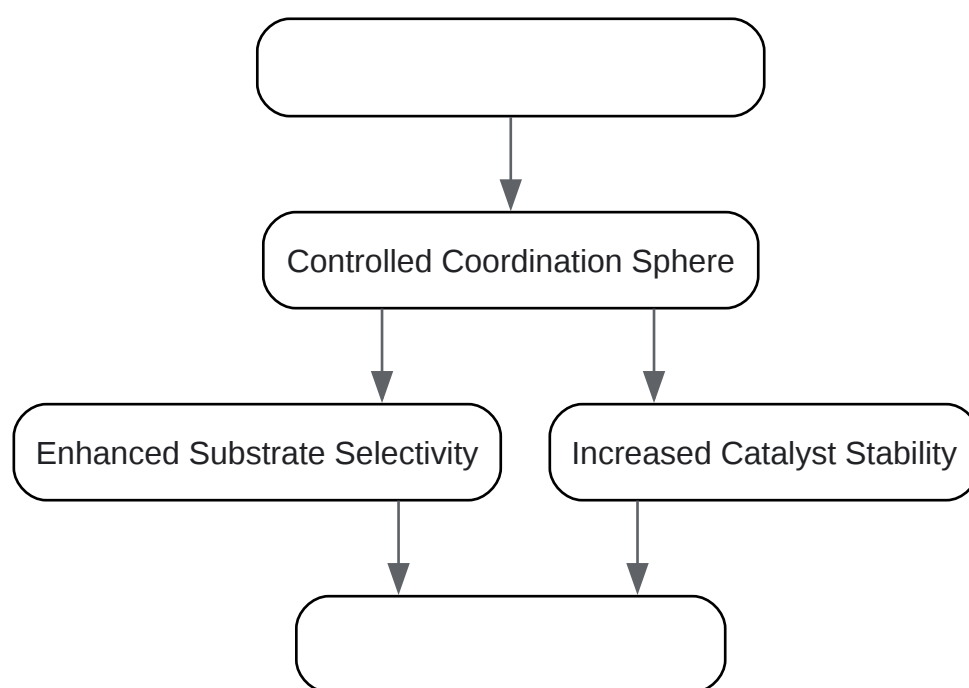 Controlled Coordination Sphere
Enhanced Substrate Selectivity
Increased Catalyst Stability